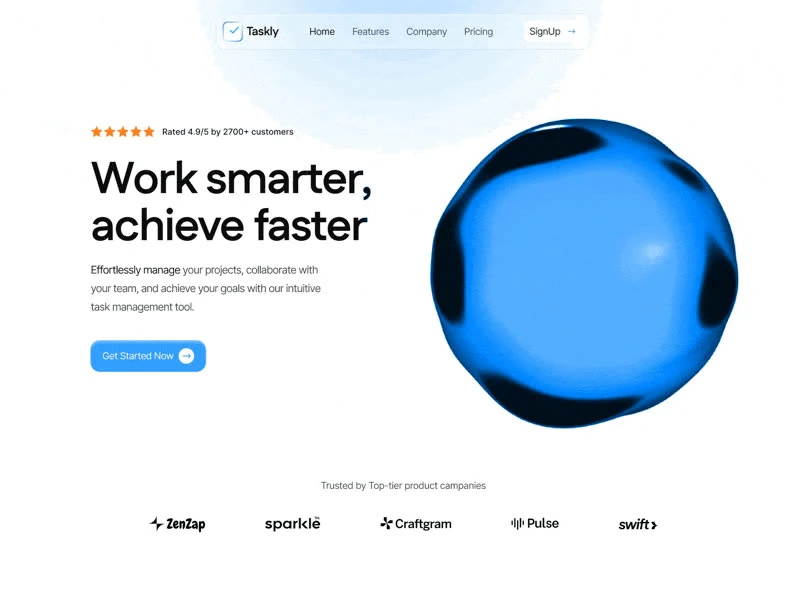 Taskly
Home Features Company Pricing
SignUp →
Rated 4.9/5 by 2700+ customers
Work smarter,
achieve faster
Effortlessly manage your projects, collaborate with
your team, and achieve your goals with our intuitive
task management tool.
Get Started Now →
Trusted by Top-tier product campanies
ZenZap
sparkle
Craftgram
Pulse
swift